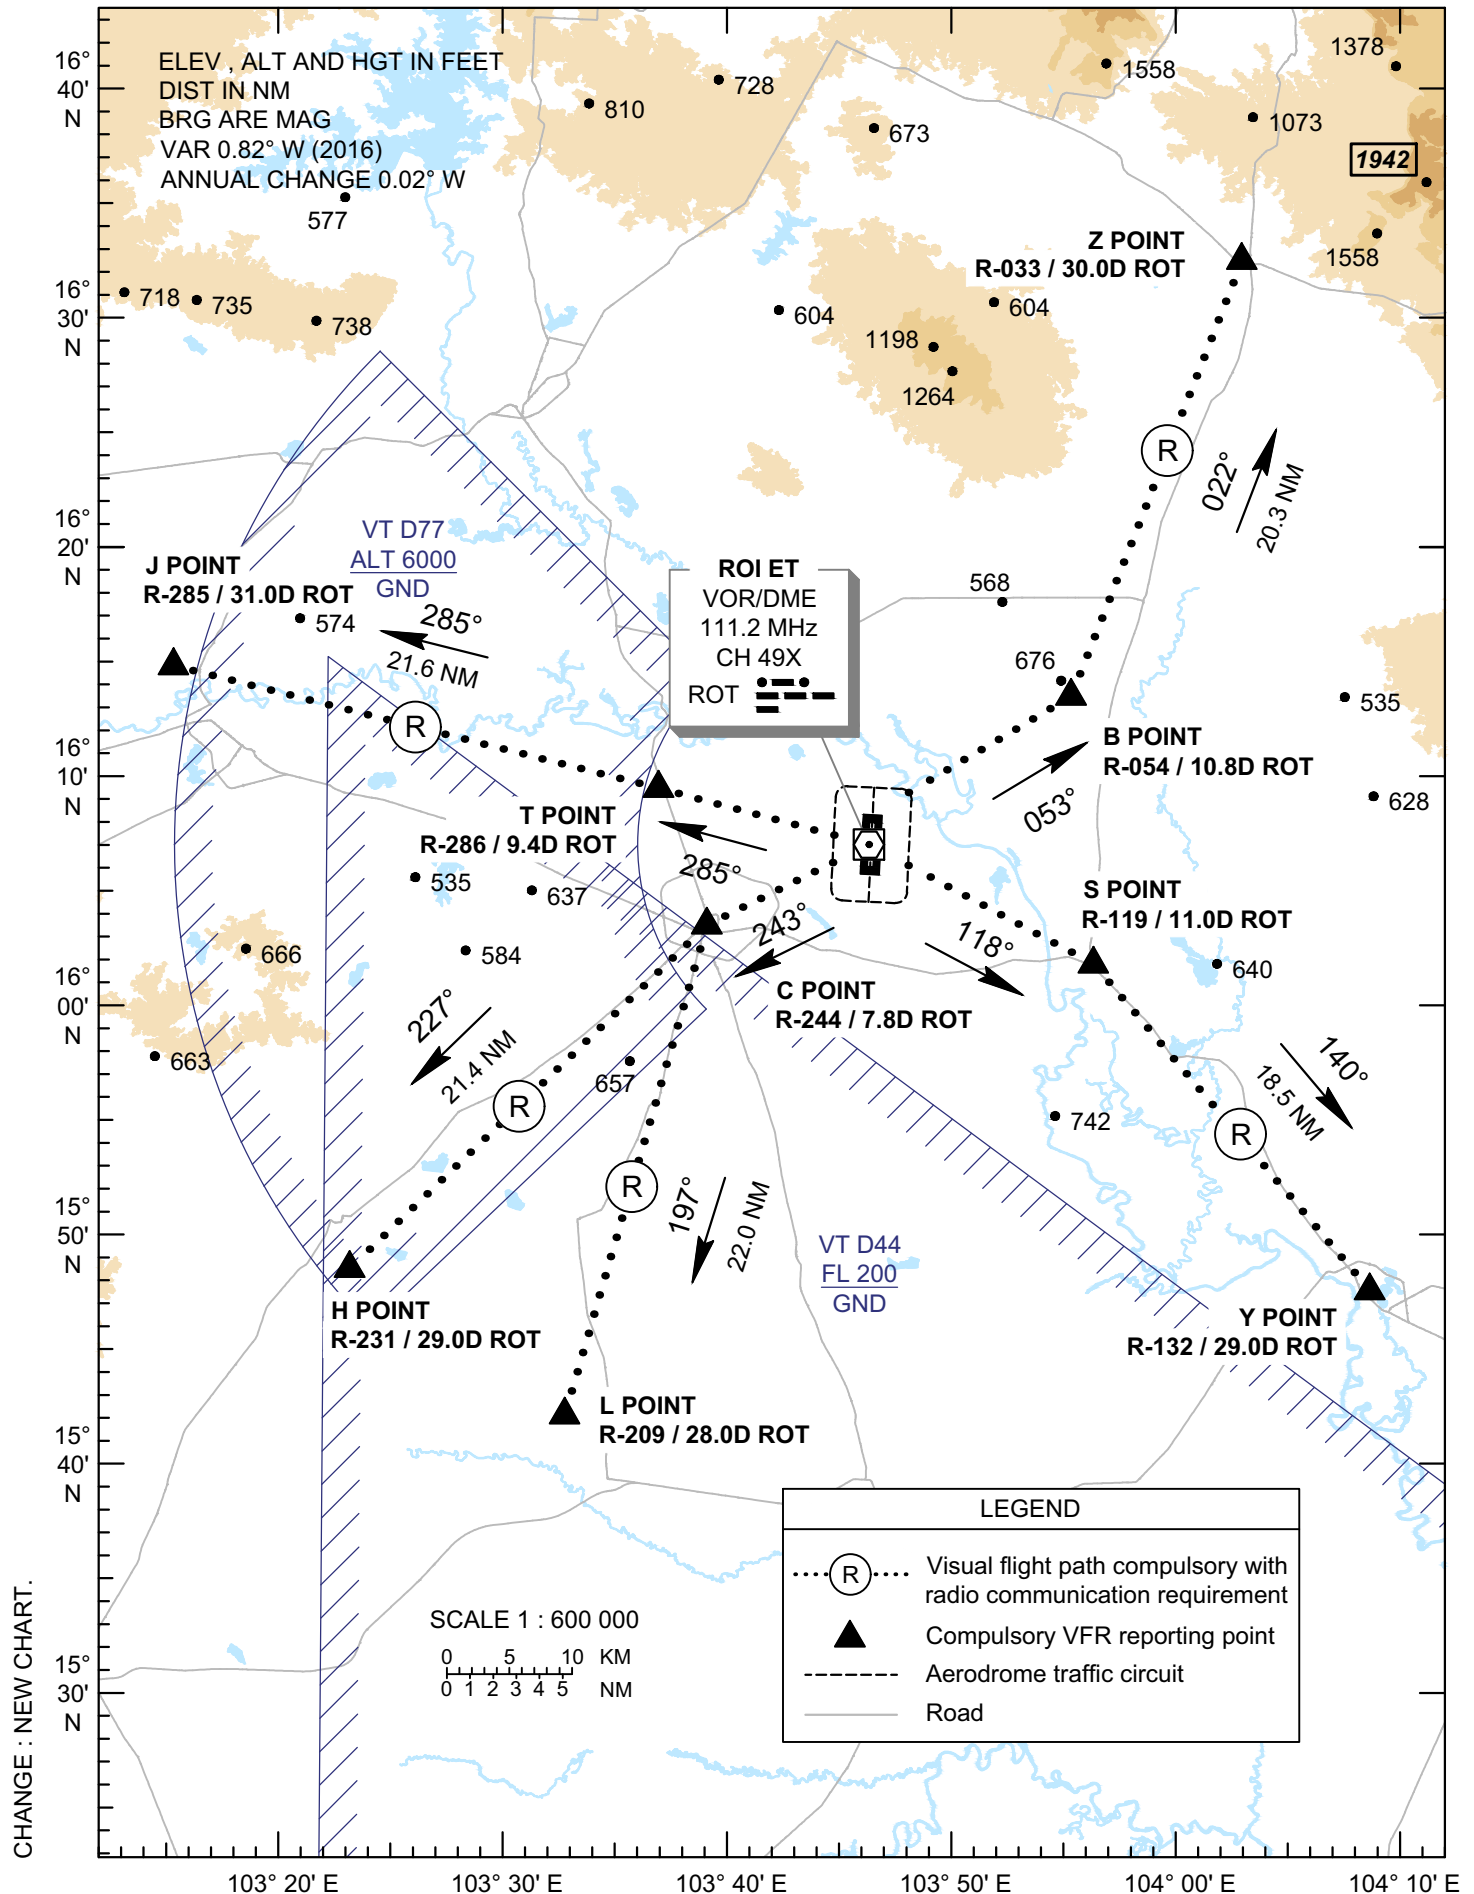 ELEV , ALT AND HGT IN FEET
DIST IN NM
BRG ARE MAG
VAR 0.82° W (2016)
ANNUAL CHANGE 0.02° W
16°
40'
N
577
810
728
673
1558
1378
1073
1942
1558
Z POINT
R-033 / 30.0D ROT
16°
30'
N
718
735
738
604
604
1198
1264
R
022°
20.3 NM
16°
20'
N
VT D77
ALT 6000
GND
J POINT
R-285 / 31.0D ROT
574
285°
21.6 NM
ROI ET
VOR/DME
111.2 MHz
CH 49X
ROT
568
676
535
R
16°
10'
N
B POINT
R-054 / 10.8D ROT
053°
628
T POINT
R-286 / 9.4D ROT
285°
535
637
S POINT
R-119 / 11.0D ROT
243°
118°
666
584
640
16°
00'
N
C POINT
R-244 / 7.8D ROT
227°
21.4 NM
663
657
R
742
140°
18.5 NM
R
R
197°
22.0 NM
15°
50'
N
VT D44
FL 200
GND
H POINT
R-231 / 29.0D ROT
Y POINT
R-132 / 29.0D ROT
L POINT
R-209 / 28.0D ROT
15°
40'
N
LEGEND
R
Visual flight path compulsory with
radio communication requirement
Compulsory VFR reporting point
Aerodrome traffic circuit
Road
SCALE 1 : 600 000
0 5 10 KM
0 1 2 3 4 5 NM
15°
30'
N
CHANGE : NEW CHART.
103° 20' E 103° 30' E 103° 40' E 103° 50' E 104° 00' E 104° 10' E